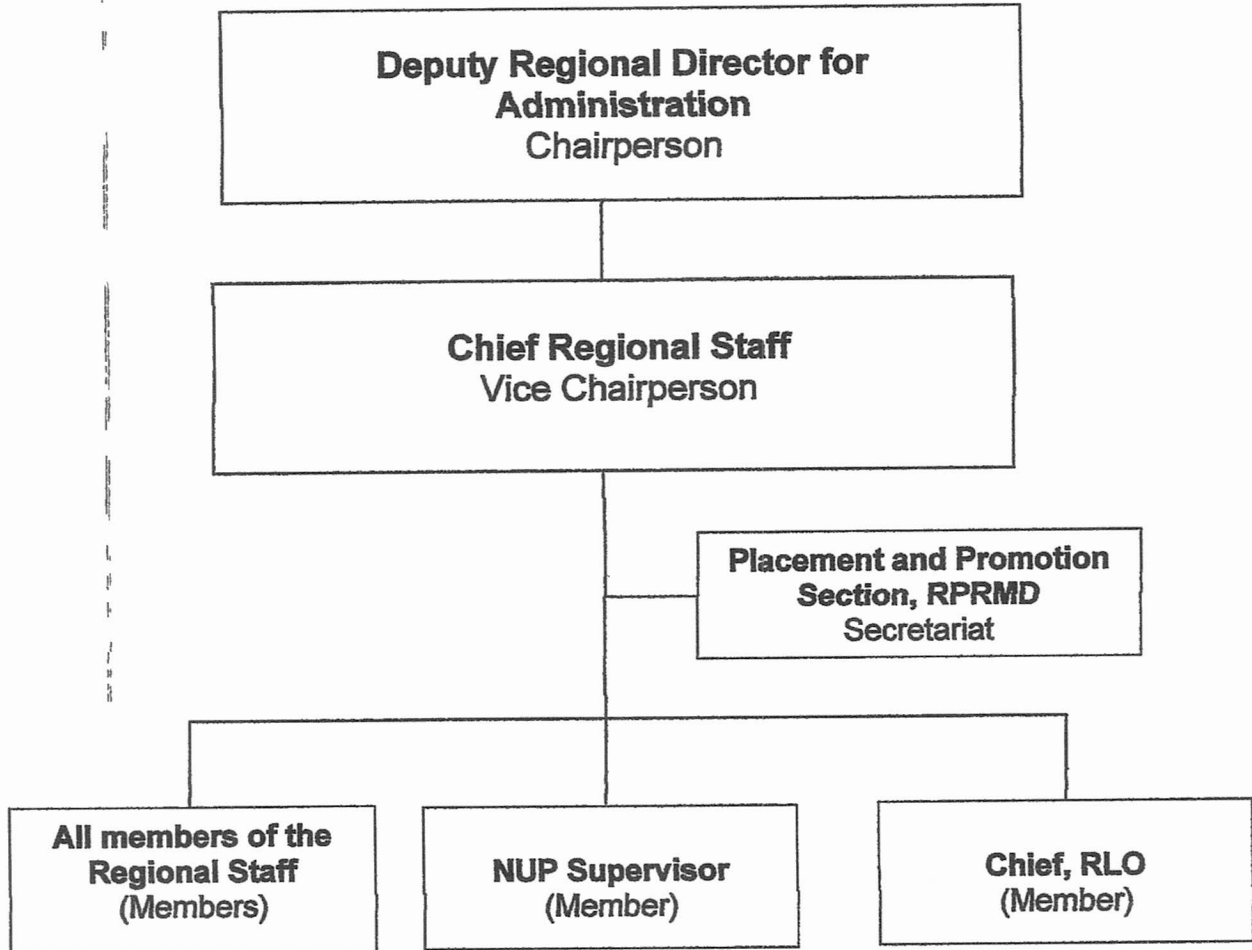 Deputy Regional Director for
Administration
Chairperson
Chief Regional Staff
Vice Chairperson
Placement and Promotion
Section, RPRMD
Secretariat
All members of the
Regional Staff
(Members)
NUP Supervisor
(Member)
Chief, RLO
(Member)